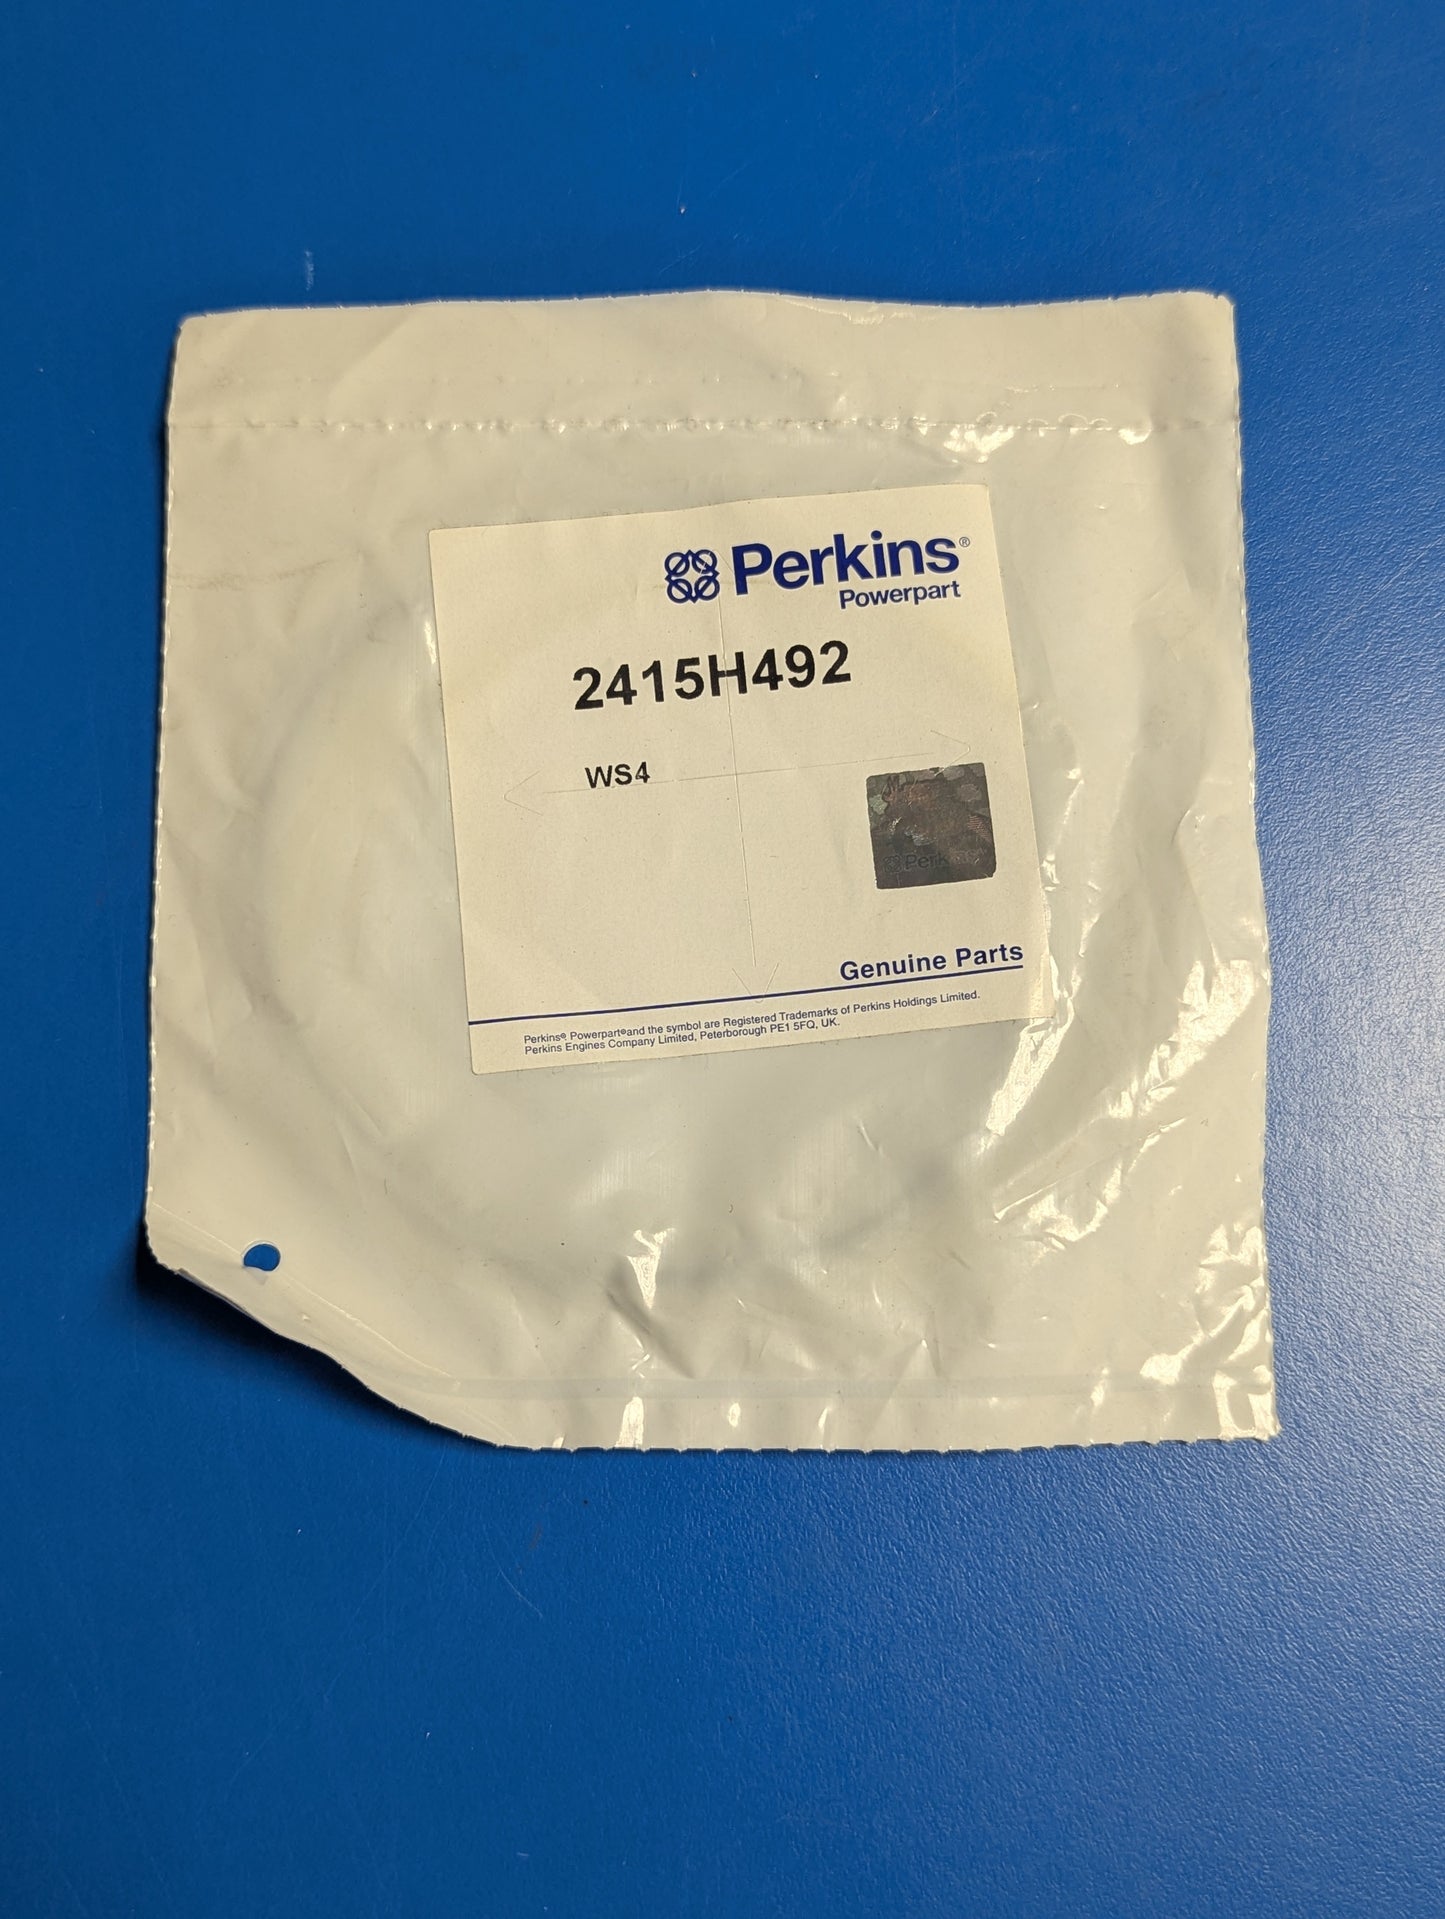 Perkins®
Powerpart
2415H492
WS4
Perkins
Genuine Parts
Perkins® Powerpart®and the symbol are Registered Trademarks of Perkins Holdings Limited.
Perkins Engines Company Limited, Peterborough PE1 5FQ, UK.